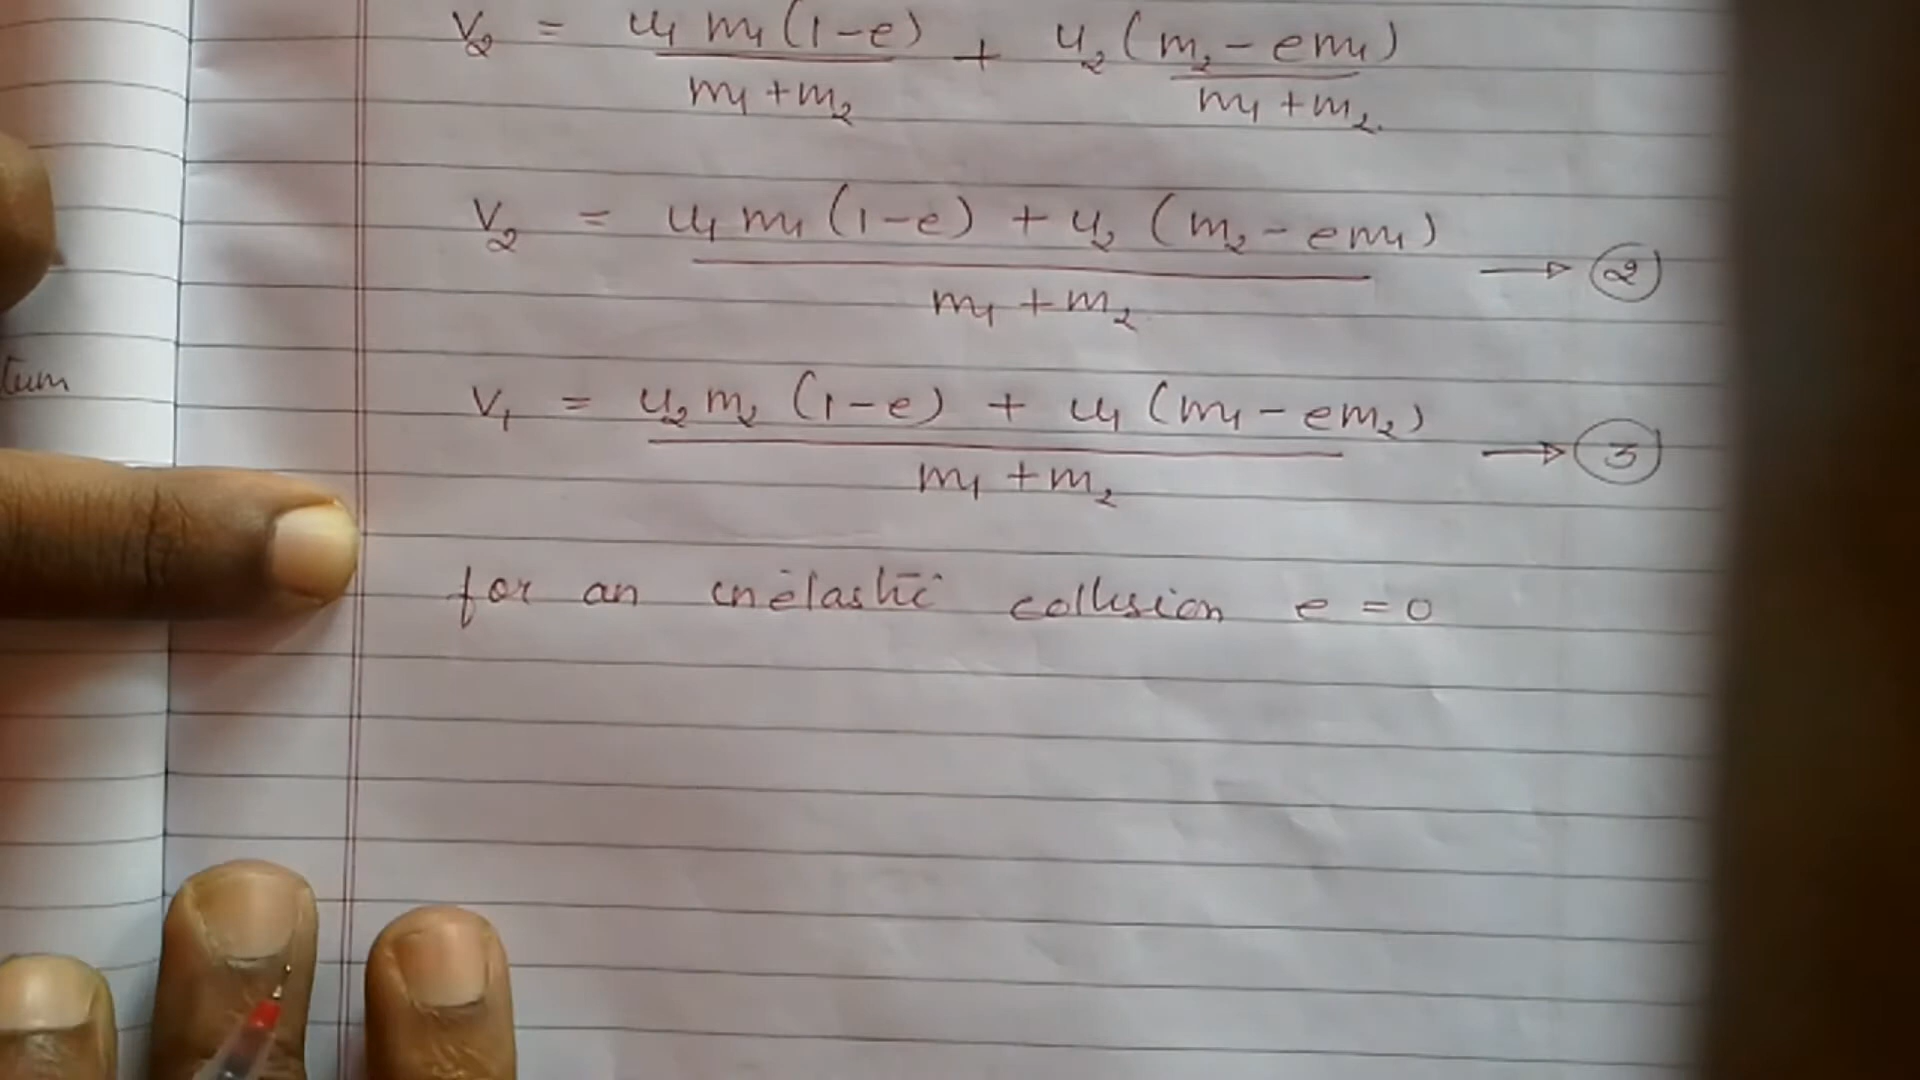 V₂ = u₁ m₁ (1-e) / m₁ + m₂ + u₂ (m₂ - em₁) / m₁ + m₂.
V₂ = u₁ m₁ (1-e) + u₂ (m₂ - em₁) / m₁ + m₂ → ②
tum
V₁ = u₂ m₂ (1-e) + u₁ (m₁ - em₂) / m₁ + m₂ → ③
for an inelastic collision e = 0